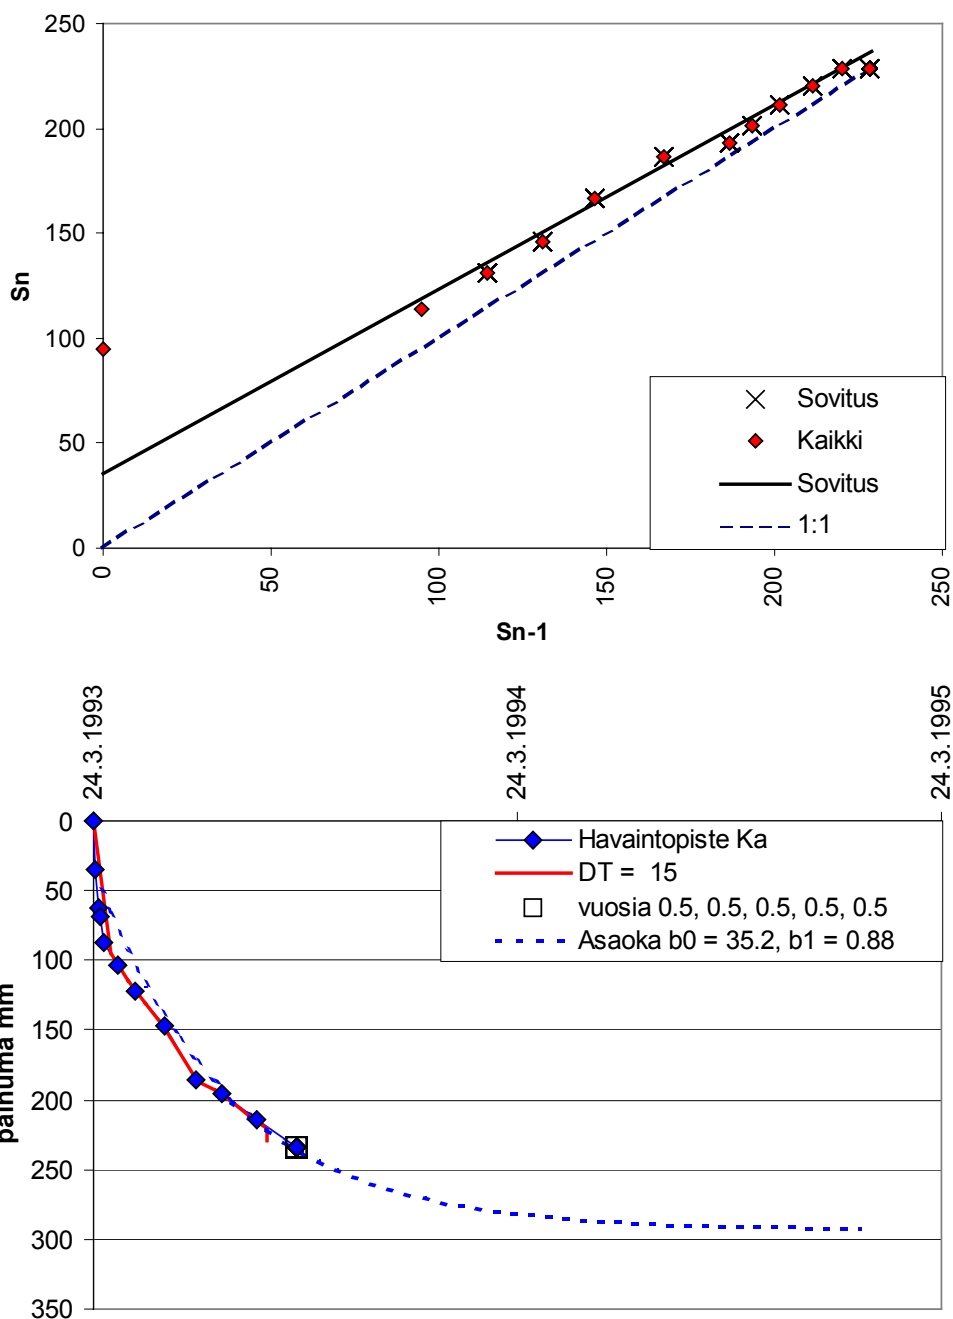 250
200
150
100
50
0
Sn
Sovitus
Kaikki
Sovitus
1:1
0
50
100
150
200
250
Sn-1
24.3.1993
24.3.1994
24.3.1995
0
50
100
150
200
250
300
350
painuma mm
Havaintopiste Ka
DT = 15
vuosia 0.5, 0.5, 0.5, 0.5, 0.5
Asaoka b0 = 35.2, b1 = 0.88